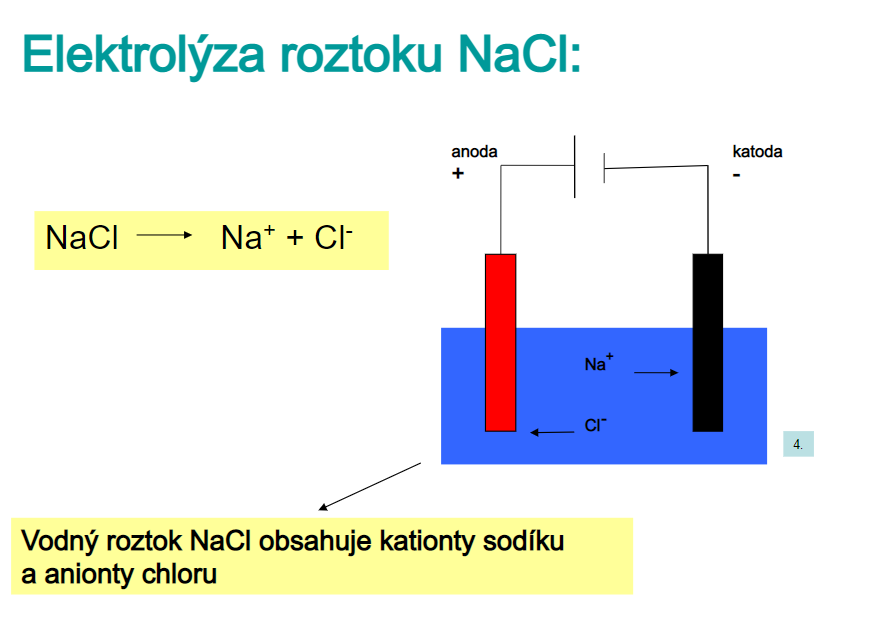 Elektrolýza roztoku NaCl:
anoda
+
katoda
-
NaCl → Na⁺ + Cl⁻
Na⁺ →
← Cl⁻
4.
Vodný roztok NaCl obsahuje kationty sodíku
a anionty chloru